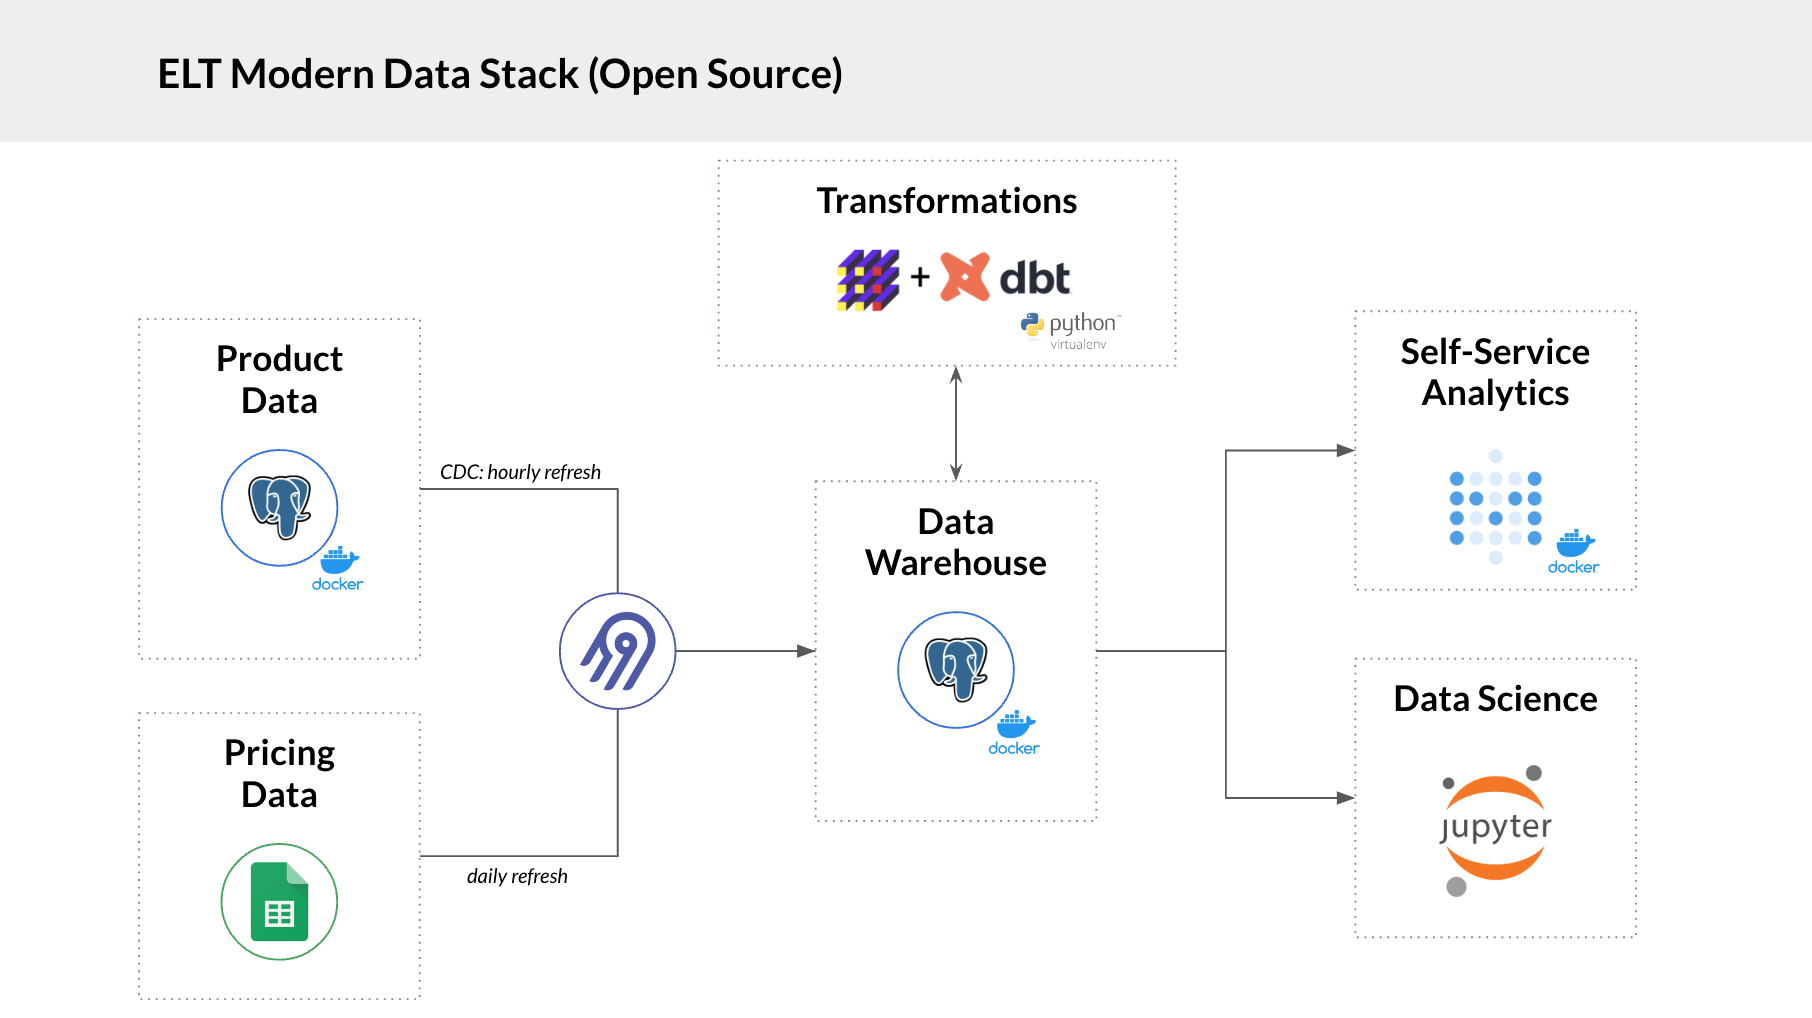 ELT Modern Data Stack (Open Source)
Transformations
+
dbt
python™
virtualenv
Product
Data
docker
CDC: hourly refresh
Pricing
Data
daily refresh
Data
Warehouse
docker
Self-Service
Analytics
docker
Data Science
jupyter